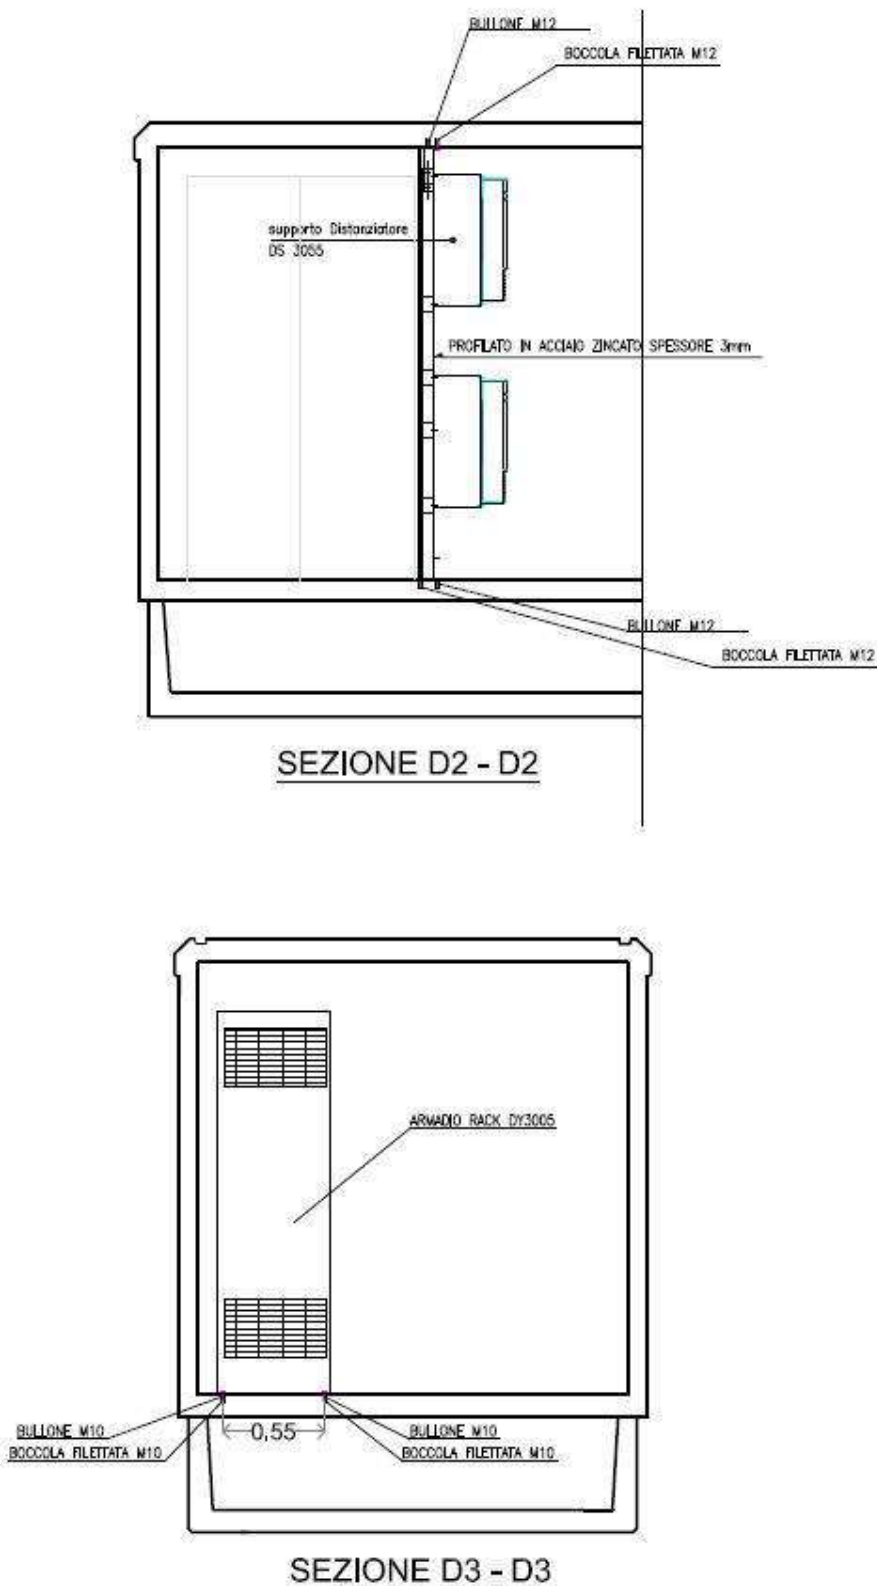 BULLONE M12
BOCCOLA FILETTATA M12
supporto Distanziatore
DS 3055
PROFILATO IN ACCIAIO ZINCATO SPESSORE 3mm
BULLONE M12
BOCCOLA FILETTATA M12
SEZIONE D2 - D2
ARMADIO RACK DY3005
BULLONE M10
BOCCOLA FILETTATA M10
0,55
BULLONE M10
BOCCOLA FILETTATA M10
SEZIONE D3 - D3